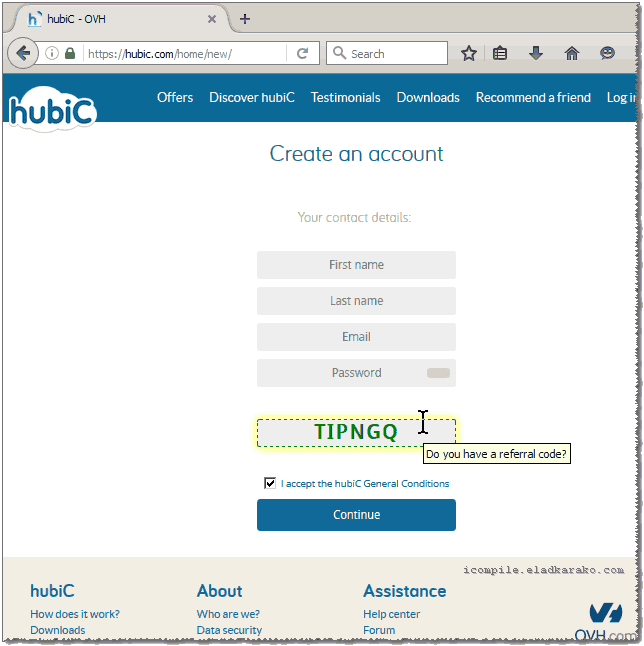 hubiC - OVH
https://hubic.com/home/new/
Search
hubiC
Offers Discover hubiC Testimonials Downloads Recommend a friend Log in
Create an account
Your contact details:
First name
Last name
Email
Password
TIPNGQ
Do you have a referral code?
I accept the hubiC General Conditions
Continue
icompile.eladkarako.com
hubiC About Assistance
How does it work? Who are we? Help center
Downloads Data security Forum
OVH.com